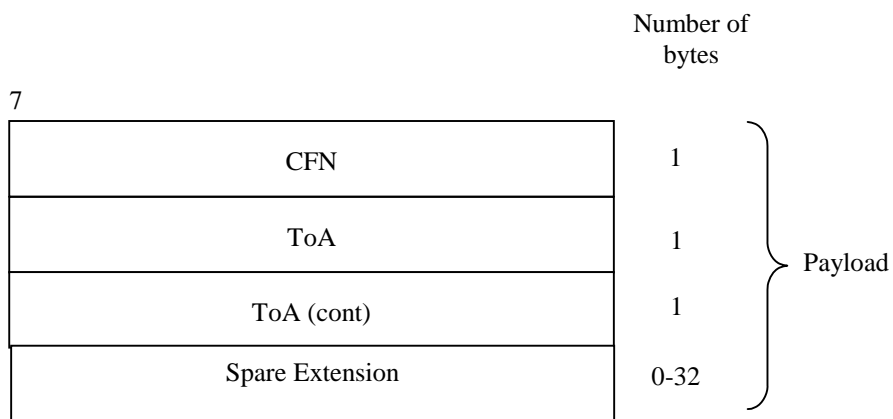 Number of
bytes
7
CFN 1
ToA 1
ToA (cont) 1
Spare Extension 0-32
Payload